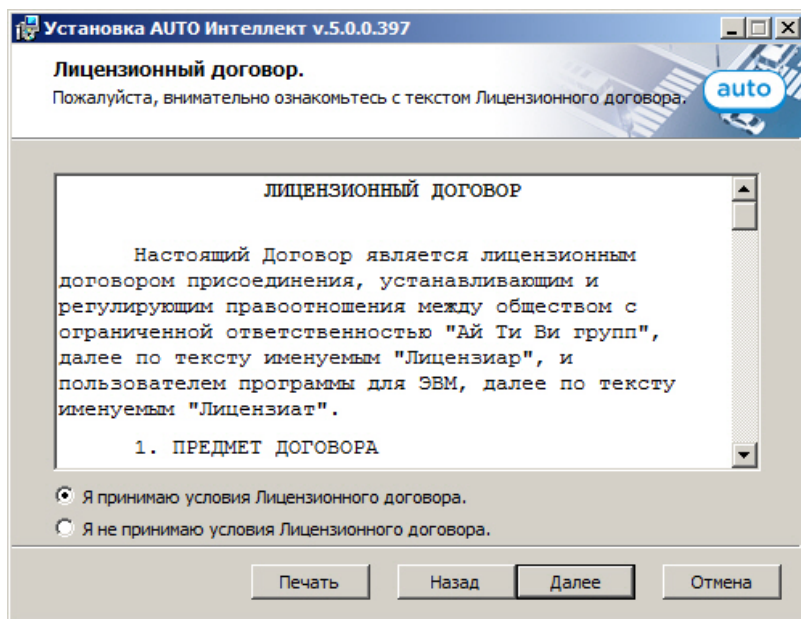 Установка AUTO Интеллект v.5.0.0.397
Лицензионный договор.
Пожалуйста, внимательно ознакомьтесь с текстом Лицензионного договора.
auto
ЛИЦЕНЗИОННЫЙ ДОГОВОР
Настоящий Договор является лицензионным
договором присоединения, устанавливающим и
регулирующим правоотношения между обществом с
ограниченной ответственностью "Ай Ти Ви групп",
далее по тексту именуемым "Лицензиар", и
пользователем программы для ЭВМ, далее по тексту
именуемым "Лицензиат".
1. ПРЕДМЕТ ДОГОВОРА
Я принимаю условия Лицензионного договора.
Я не принимаю условия Лицензионного договора.
Печать Назад Далее Отмена